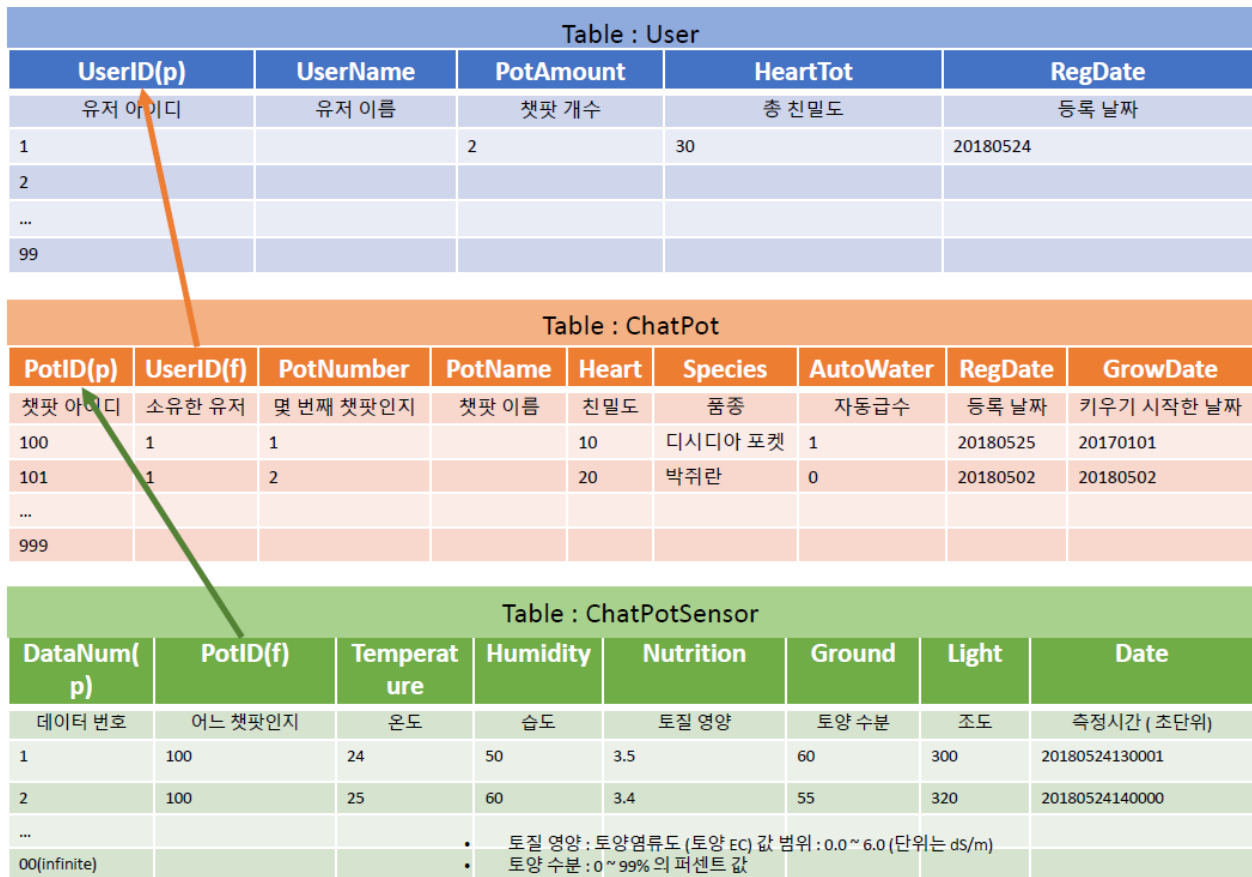 Table : User
UserID(p) UserName PotAmount HeartTot RegDate
유저 아이디 유저 이름 챗팟 개수 총 친밀도 등록 날짜
1 2 30 20180524
2
...
99
Table : ChatPot
PotID(p) UserID(f) PotNumber PotName Heart Species AutoWater RegDate GrowDate
챗팟 아이디 소유한 유저 몇 번째 챗팟인지 챗팟 이름 친밀도 품종 자동급수 등록 날짜 키우기 시작한 날짜
100 1 1 10 디시디아 포켓 1 20180525 20170101
101 1 2 20 박쥐란 0 20180502 20180502
...
999
Table : ChatPotSensor
DataNum( PotID(f) Temperat Humidity Nutrition Ground Light Date
p) ure
데이터 번호 어느 챗팟인지 온도 습도 토질 영양 토양 수분 조도 측정시간 ( 초단위)
1 100 24 50 3.5 60 300 20180524130001
2 100 25 60 3.4 55 320 20180524140000
...
• 토질 영양 : 토양염류도 (토양 EC) 값 범위 : 0.0 ~ 6.0 (단위는 dS/m)
00(infinite) • 토양 수분 : 0 ~ 99% 의 퍼센트 값